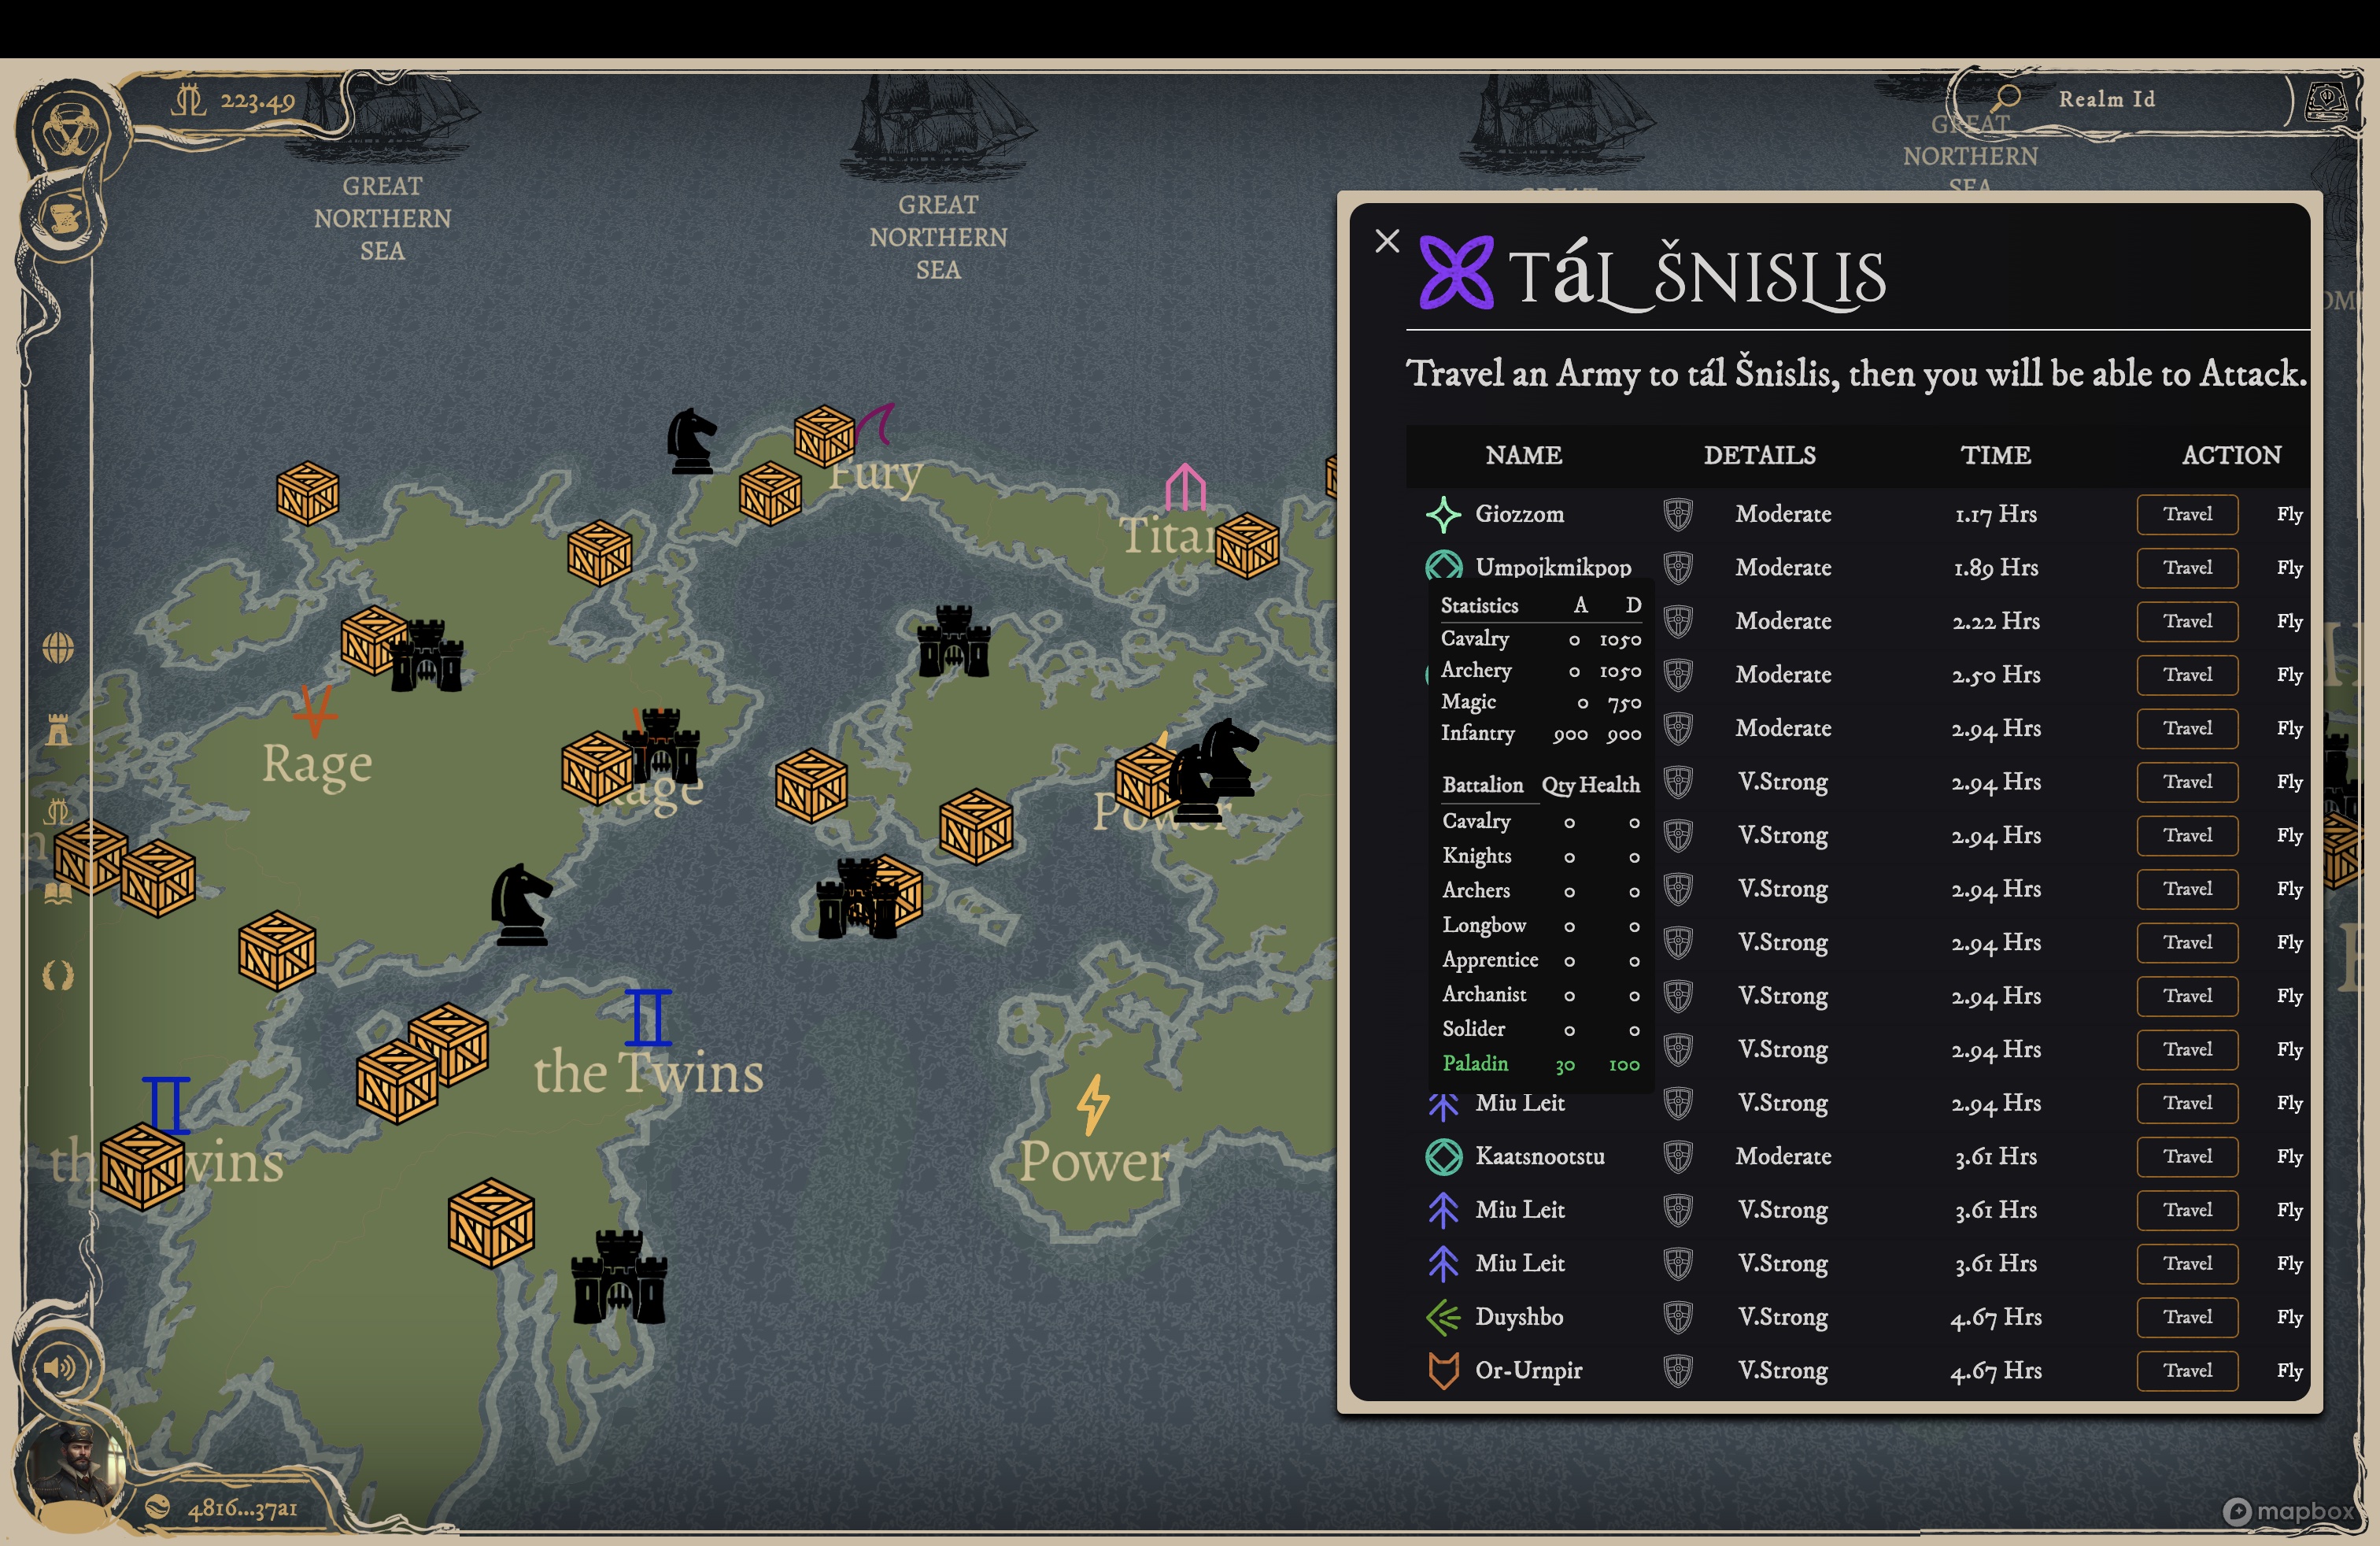 223.49
Realm Id
GREAT
NORTHERN
SEA
GREAT
NORTHERN
SEA
GREAT
NORTHERN
SEA
Fury
Rage
Power
the Twins
Power
TáL ŠNISLIS
Travel an Army to tál Šnislis, then you will be able to Attack.
NAME DETAILS TIME ACTION
Giozzom Moderate 1.17 Hrs Travel Fly
Umpojkmikpop Moderate 1.89 Hrs Travel Fly
Moderate 2.22 Hrs Travel Fly
Moderate 2.50 Hrs Travel Fly
Moderate 2.94 Hrs Travel Fly
V.Strong 2.94 Hrs Travel Fly
V.Strong 2.94 Hrs Travel Fly
V.Strong 2.94 Hrs Travel Fly
V.Strong 2.94 Hrs Travel Fly
V.Strong 2.94 Hrs Travel Fly
V.Strong 2.94 Hrs Travel Fly
Miu Leit V.Strong 2.94 Hrs Travel Fly
Kaatsnootstu Moderate 3.61 Hrs Travel Fly
Miu Leit V.Strong 3.61 Hrs Travel Fly
Miu Leit V.Strong 3.61 Hrs Travel Fly
Duyshbo V.Strong 4.67 Hrs Travel Fly
Or-Urnpir V.Strong 4.67 Hrs Travel Fly
Statistics A D
Cavalry 0 1050
Archery 0 1050
Magic 0 750
Infantry 900 900
Battalion Qty Health
Cavalry 0 0
Knights 0 0
Archers 0 0
Longbow 0 0
Apprentice 0 0
Archanist 0 0
Solider 0 0
Paladin 30 100
4816...37a1
mapbox